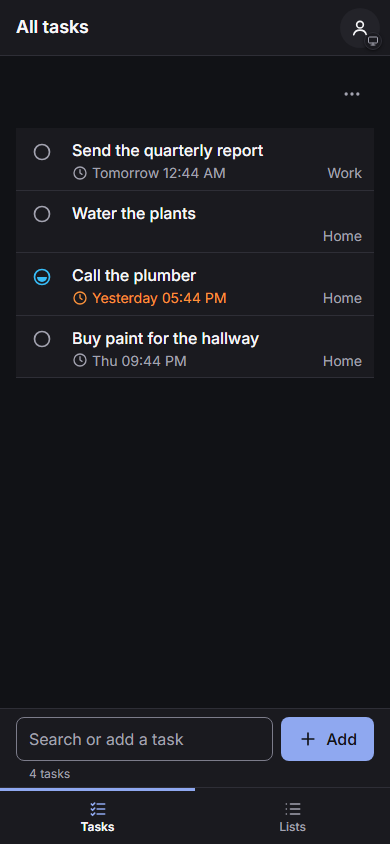 All tasks
Send the quarterly report
Tomorrow 12:44 AM
Work
Water the plants
Home
Call the plumber
Yesterday 05:44 PM
Home
Buy paint for the hallway
Thu 09:44 PM
Home
Search or add a task
Add
4 tasks
Tasks
Lists